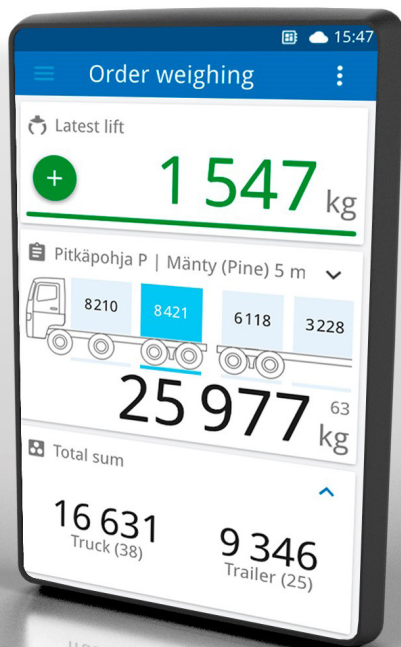 15:47
Order weighing
Latest lift
+ 1 547 kg
Pitkäpohja P | Mänty (Pine) 5 m
8210 8421 6118 3228
63
25 977 kg
Total sum
16 631 9 346
Truck (38) Trailer (25)